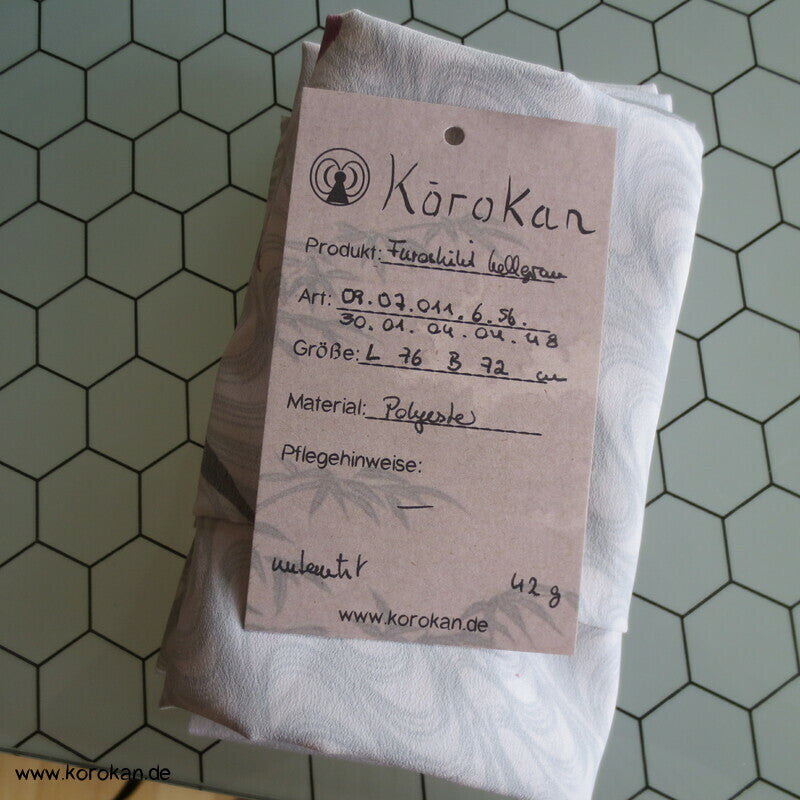 Kōrokan
Produkt: Furoshiki hellgrau
Art: 09.07.011.6.56.
30.01.04.04.48
Größe: L 76 B 72 cm
Material: Polyester
Pflegehinweise:
—
unbenutzt
42 g
www.korokan.de
www.korokan.de